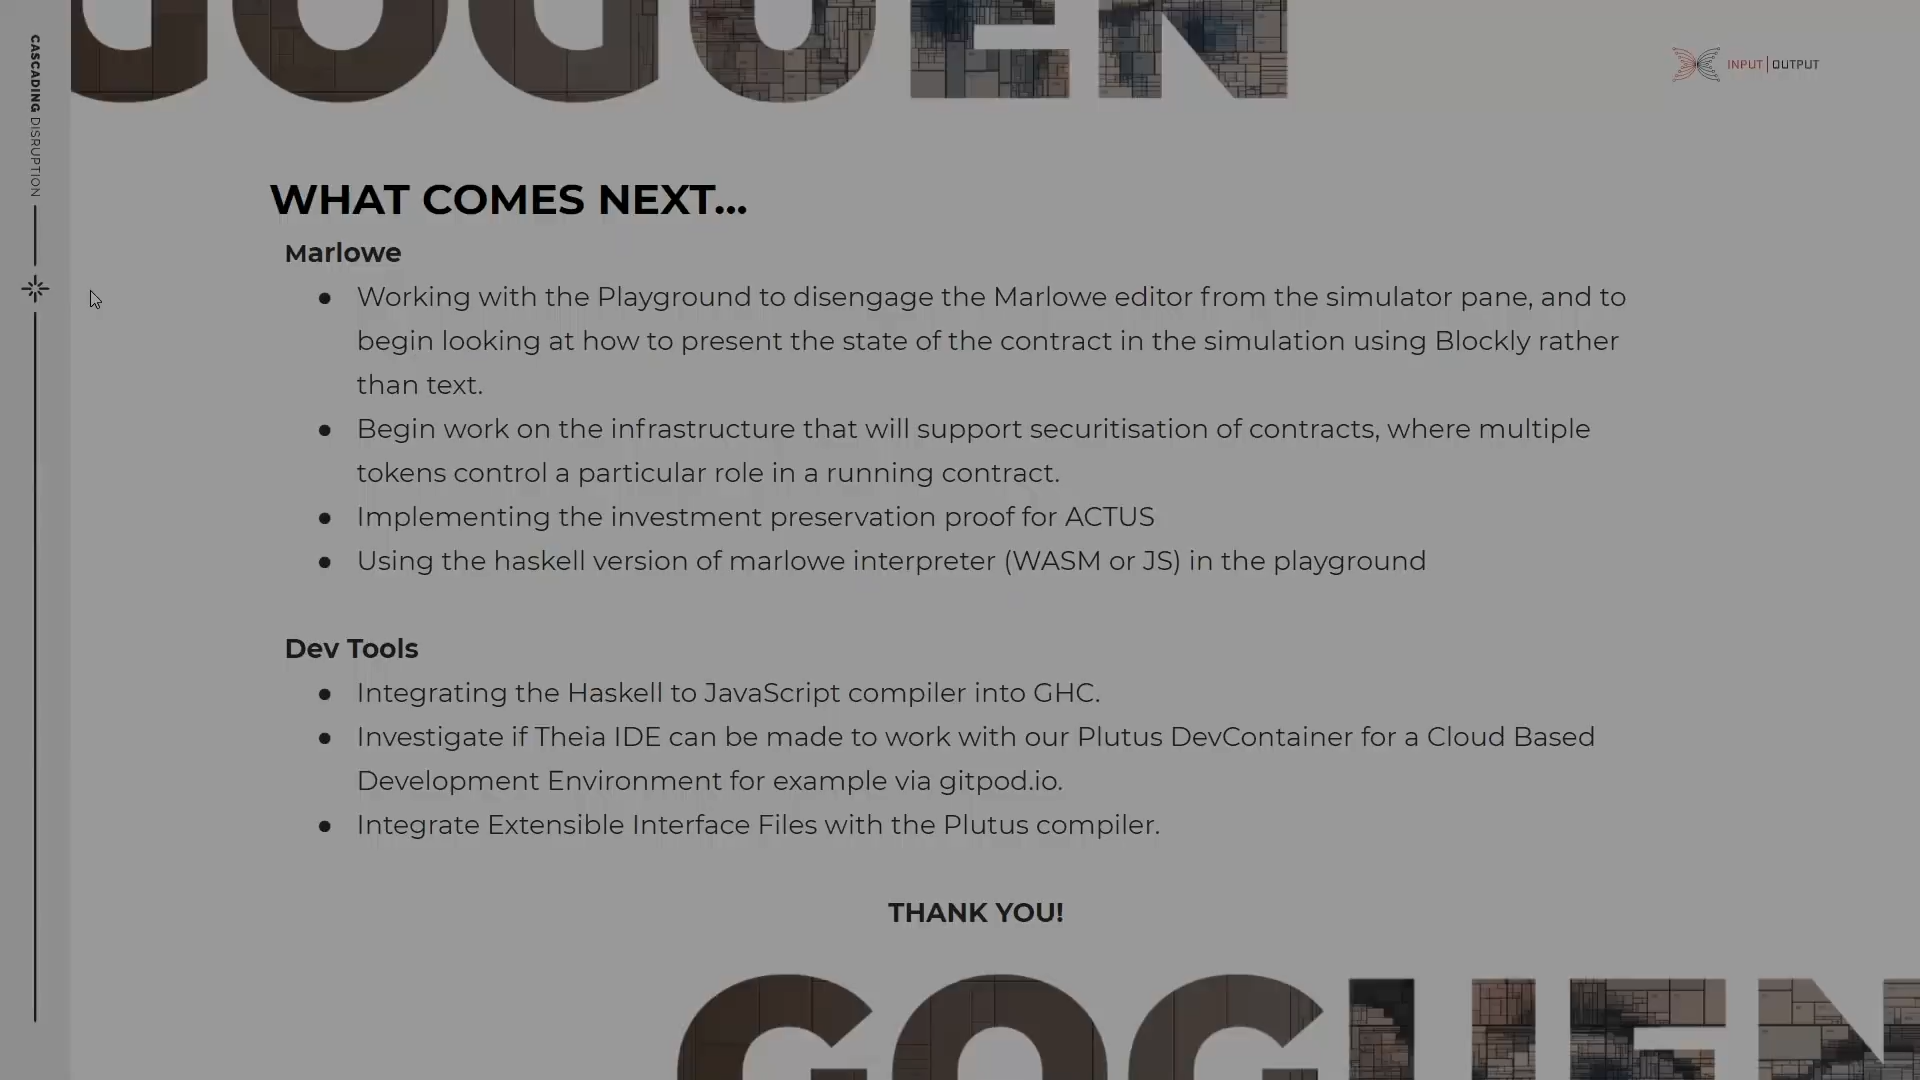 GOGUEN
CASCADING DISRUPTION
INPUT | OUTPUT
WHAT COMES NEXT...
Marlowe
● Working with the Playground to disengage the Marlowe editor from the simulator pane, and to
begin looking at how to present the state of the contract in the simulation using Blockly rather
than text.
● Begin work on the infrastructure that will support securitisation of contracts, where multiple
tokens control a particular role in a running contract.
● Implementing the investment preservation proof for ACTUS
● Using the haskell version of marlowe interpreter (WASM or JS) in the playground
Dev Tools
● Integrating the Haskell to JavaScript compiler into GHC.
● Investigate if Theia IDE can be made to work with our Plutus DevContainer for a Cloud Based
Development Environment for example via gitpod.io.
● Integrate Extensible Interface Files with the Plutus compiler.
THANK YOU!
GOGUEN